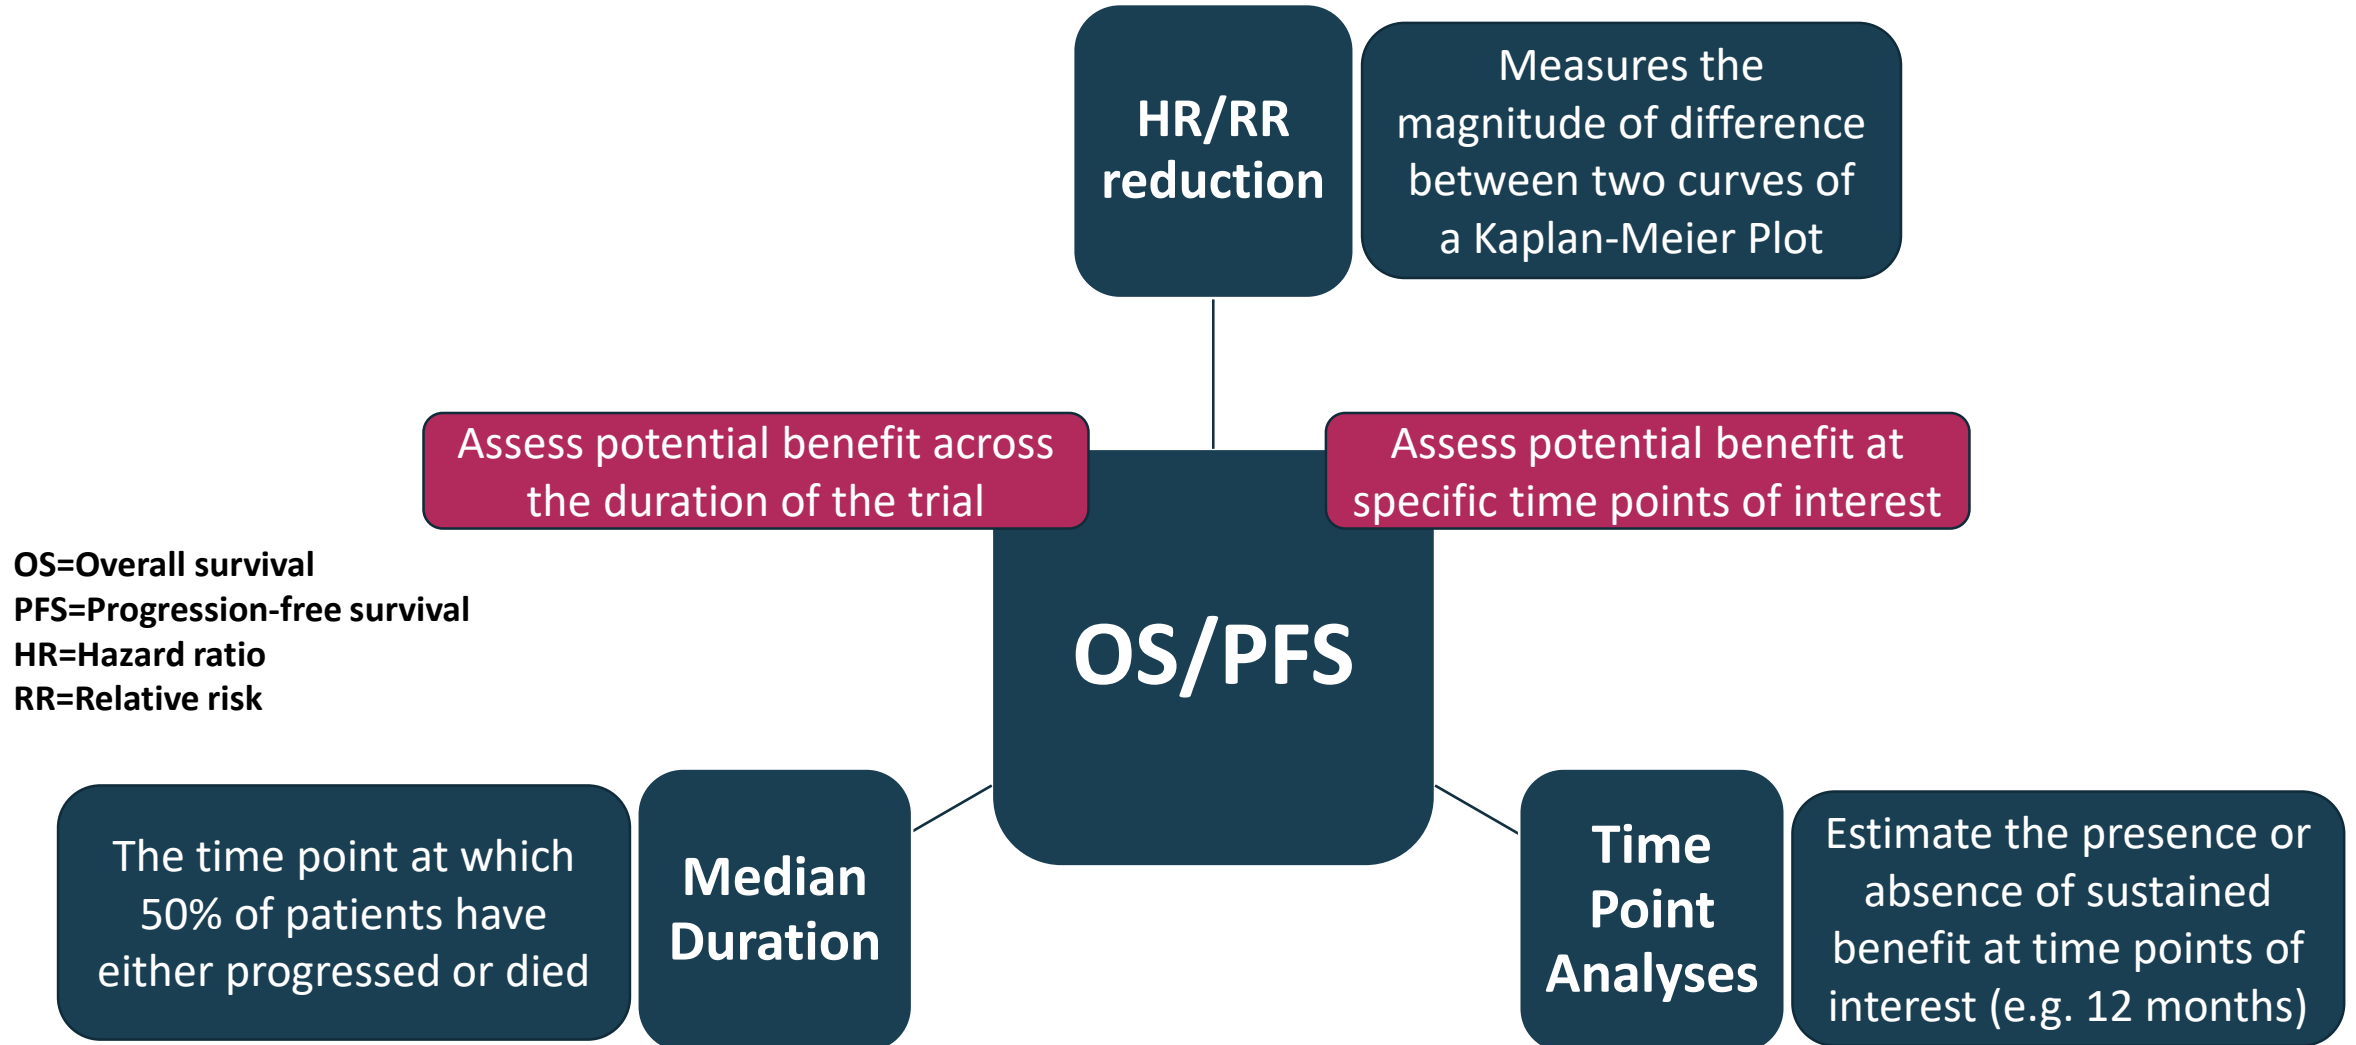 HR/RR
reduction
Measures the
magnitude of difference
between two curves of
a Kaplan-Meier Plot
Assess potential benefit across
the duration of the trial
Assess potential benefit at
specific time points of interest
OS=Overall survival
PFS=Progression-free survival
HR=Hazard ratio
RR=Relative risk
OS/PFS
The time point at which
50% of patients have
either progressed or died
Median
Duration
Time
Point
Analyses
Estimate the presence or
absence of sustained
benefit at time points of
interest (e.g. 12 months)